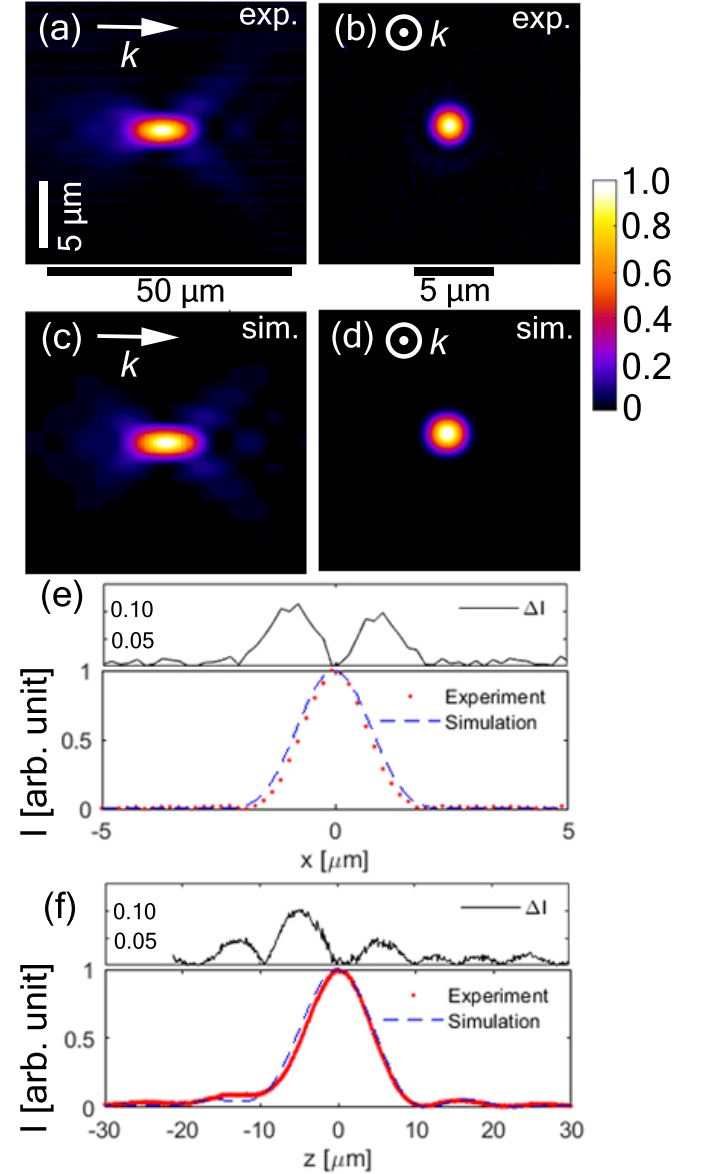 (a) k exp.
(b) k exp.
5 µm
50 µm
5 µm
1.0
0.8
0.6
0.4
0.2
0
(c) k sim.
(d) k sim.
(e)
0.10
0.05
ΔI
I [arb. unit]
1
0.5
0
Experiment
Simulation
-5 0 5
x [µm]
(f)
0.10
0.05
ΔI
I [arb. unit]
1
0.5
0
Experiment
Simulation
-30 -20 -10 0 10 20 30
z [µm]